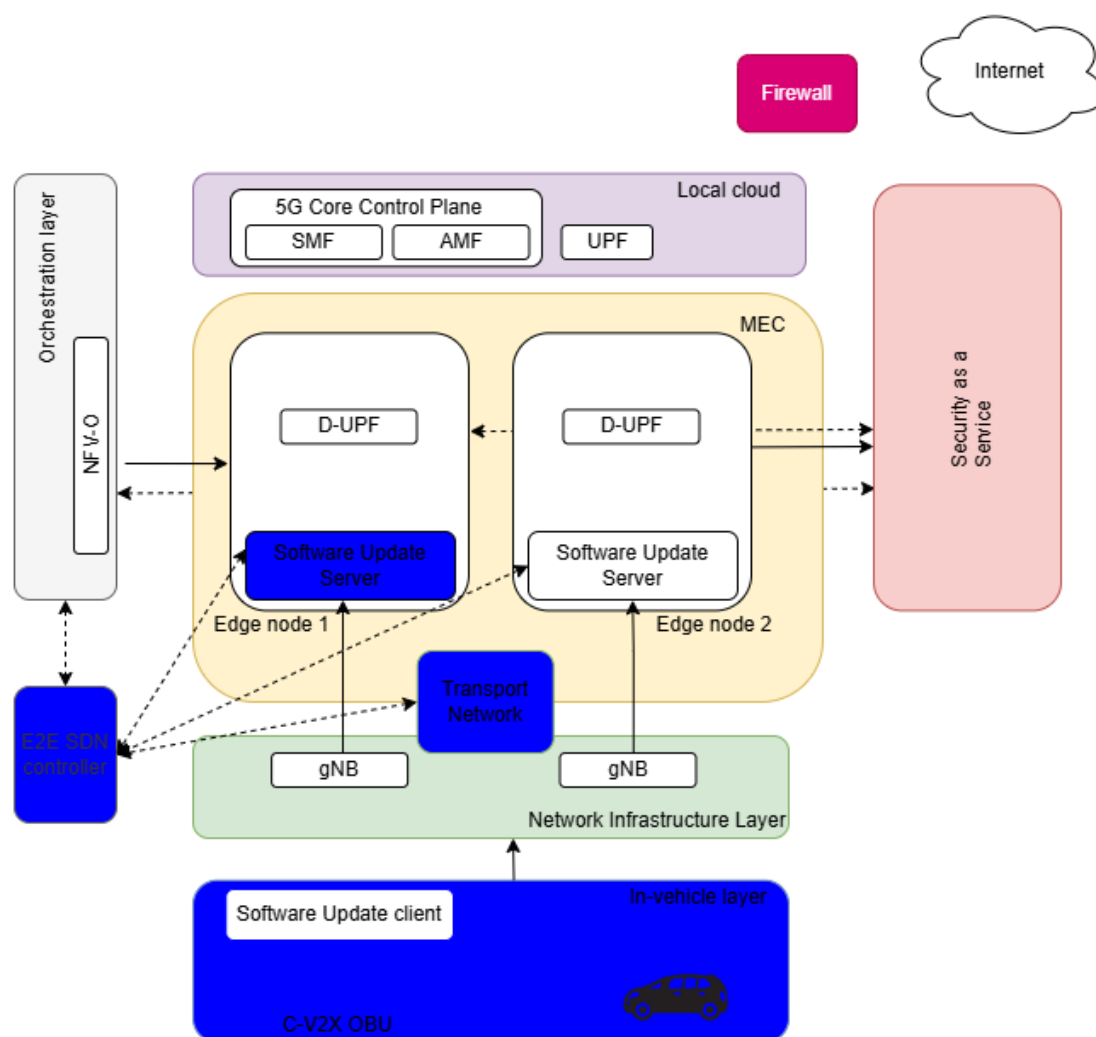 Internet
Firewall
Local cloud
5G Core Control Plane
SMF
AMF
UPF
Orchestration layer
NFV-O
MEC
D-UPF
D-UPF
Security as a
Service
Software Update
Server
Software Update
Server
Edge node 1
Edge node 2
Transport
Network
E2E SDN
controller
gNB
gNB
Network Infrastructure Layer
In-vehicle layer
Software Update client
C-V2X OBU